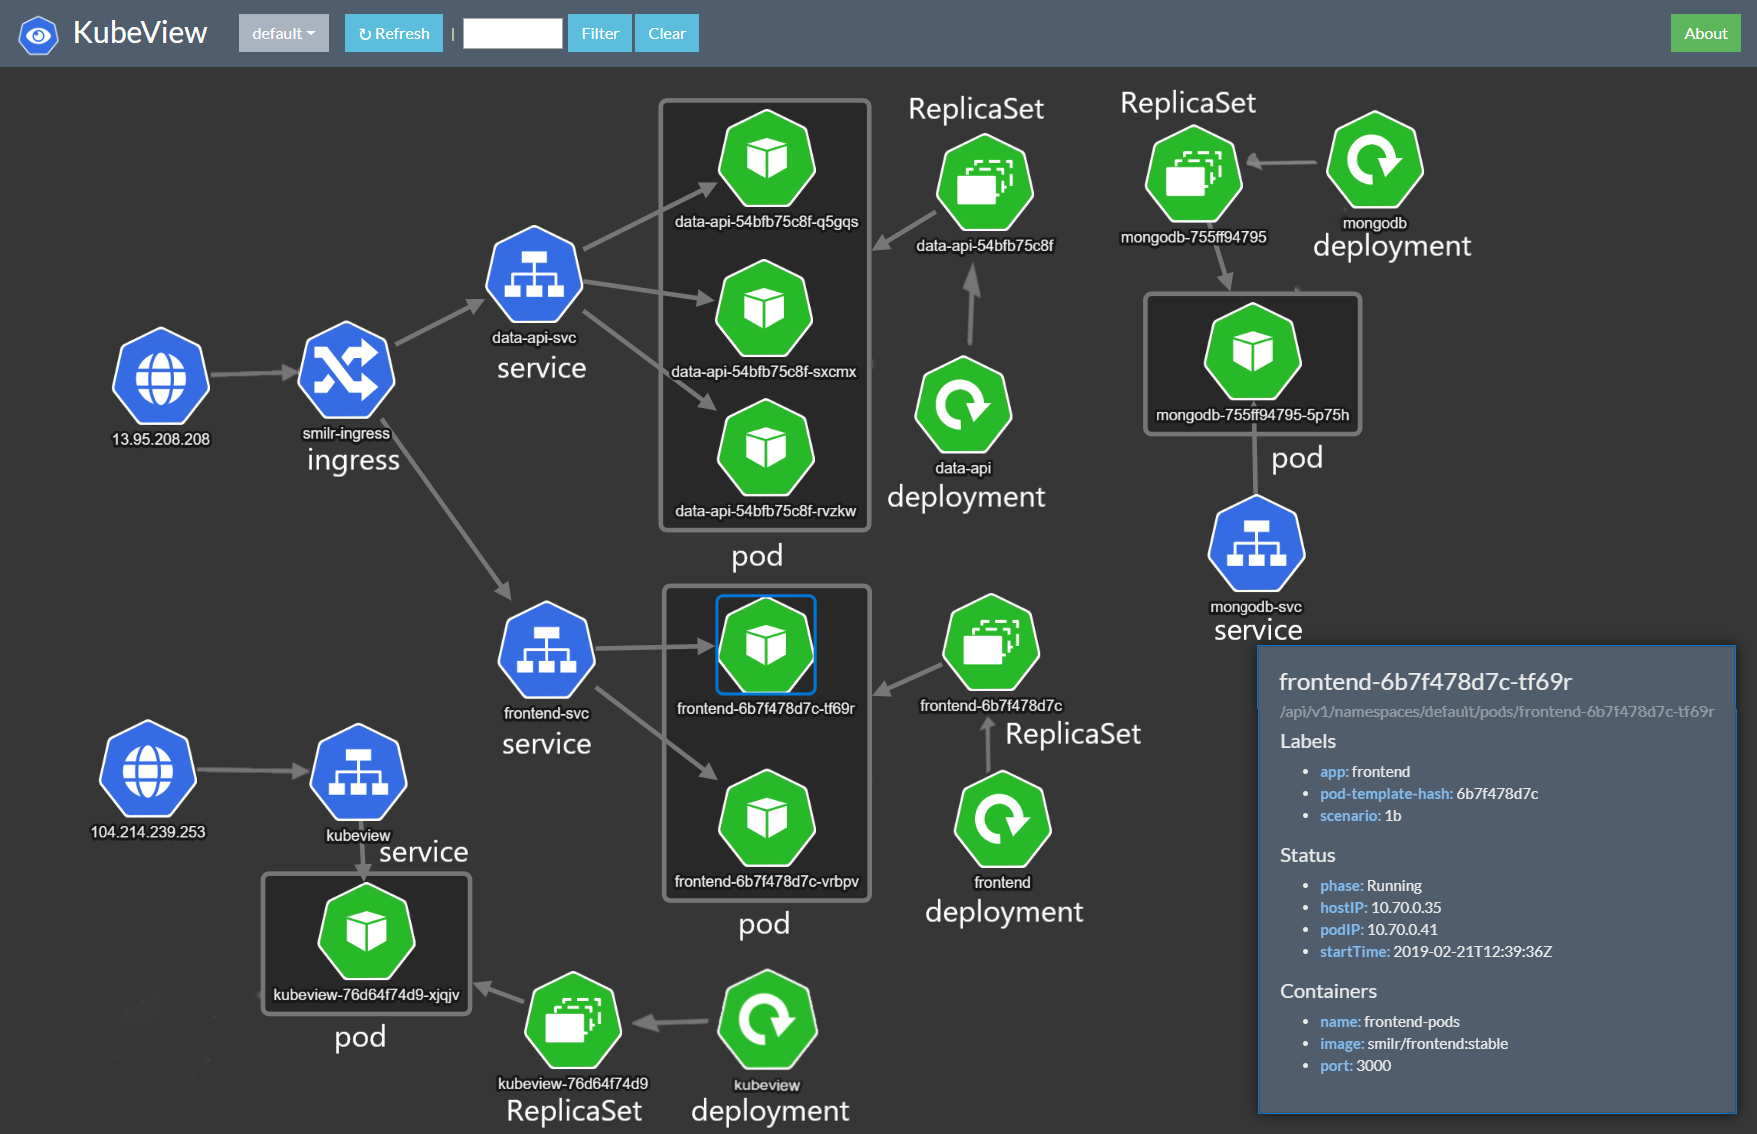 KubeView
default
↻ Refresh
|
Filter
Clear
About
ReplicaSet
data-api-54bfb75c8f-q5gqs
data-api-54bfb75c8f
ReplicaSet
mongodb-755ff94795
mongodb
deployment
data-api-svc
service
data-api-54bfb75c8f-sxcmx
13.95.208.208
smilr-ingress
ingress
data-api
deployment
data-api-54bfb75c8f-rvzkw
pod
mongodb-755ff94795-5p75h
pod
mongodb-svc
service
frontend-svc
service
frontend-6b7f478d7c-tf69r
frontend-6b7f478d7c
ReplicaSet
104.214.239.253
kubeview
service
frontend-6b7f478d7c-vrbpv
pod
frontend
deployment
kubeview-76d64f74d9-xjqjv
pod
kubeview-76d64f74d9
ReplicaSet
kubeview
deployment
frontend-6b7f478d7c-tf69r
/api/v1/namespaces/default/pods/frontend-6b7f478d7c-tf69r
Labels
• app: frontend
• pod-template-hash: 6b7f478d7c
• scenario: 1b
Status
• phase: Running
• hostIP: 10.70.0.35
• podIP: 10.70.0.41
• startTime: 2019-02-21T12:39:36Z
Containers
• name: frontend-pods
• image: smilr/frontend:stable
• port: 3000